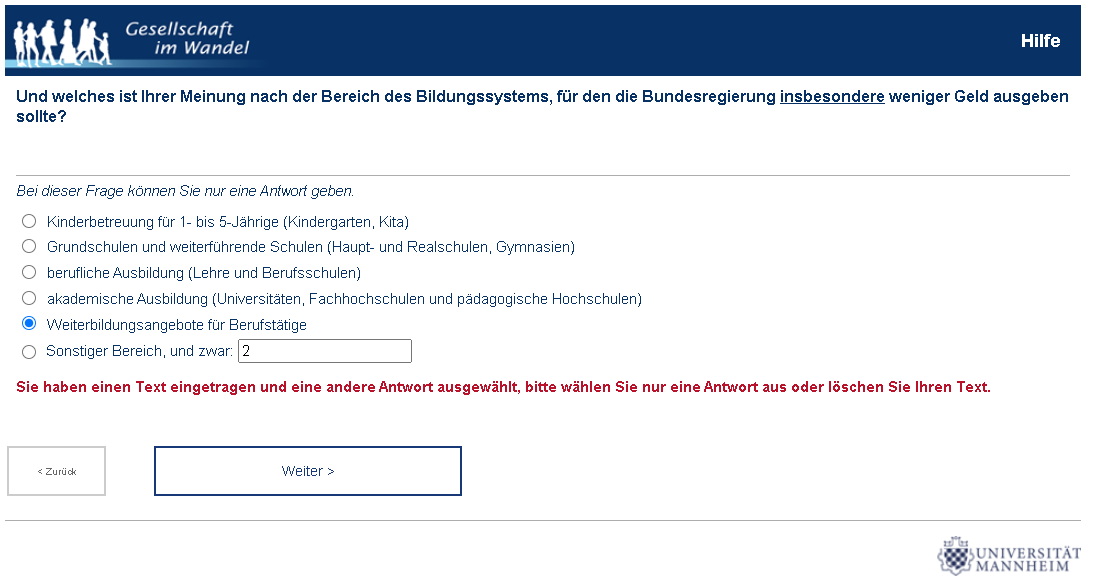 Gesellschaft
im Wandel
Hilfe
Und welches ist Ihrer Meinung nach der Bereich des Bildungssystems, für den die Bundesregierung insbesondere weniger Geld ausgeben
sollte?
Bei dieser Frage können Sie nur eine Antwort geben.
Kinderbetreuung für 1- bis 5-Jährige (Kindergarten, Kita)
Grundschulen und weiterführende Schulen (Haupt- und Realschulen, Gymnasien)
berufliche Ausbildung (Lehre und Berufsschulen)
akademische Ausbildung (Universitäten, Fachhochschulen und pädagogische Hochschulen)
Weiterbildungsangebote für Berufstätige
Sonstiger Bereich, und zwar: 2
Sie haben einen Text eingetragen und eine andere Antwort ausgewählt, bitte wählen Sie nur eine Antwort aus oder löschen Sie Ihren Text.
< Zurück
Weiter >
UNIVERSITÄT
MANNHEIM